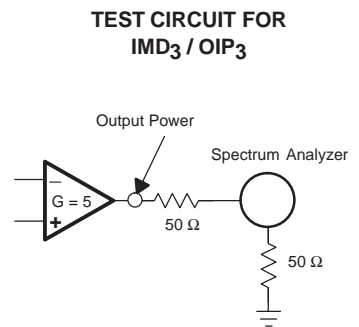 TEST CIRCUIT FOR
IMD3 / OIP3
Output Power
Spectrum Analyzer
−
G = 5
+
50 Ω
50 Ω